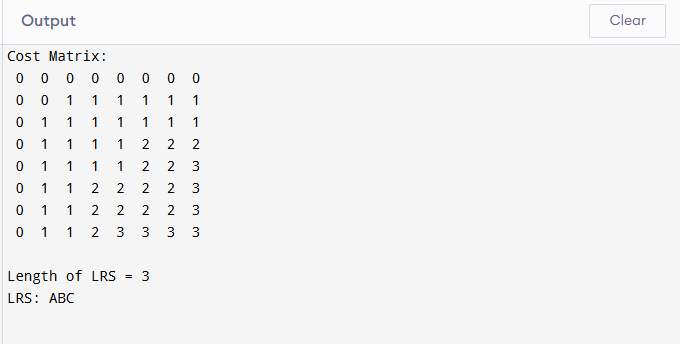 Output
Clear
Cost Matrix:
0 0 0 0 0 0 0 0
0 0 1 1 1 1 1 1
0 1 1 1 1 1 1 1
0 1 1 1 1 2 2 2
0 1 1 1 1 2 2 3
0 1 1 2 2 2 2 3
0 1 1 2 2 2 2 3
0 1 1 2 3 3 3 3
Length of LRS = 3
LRS: ABC